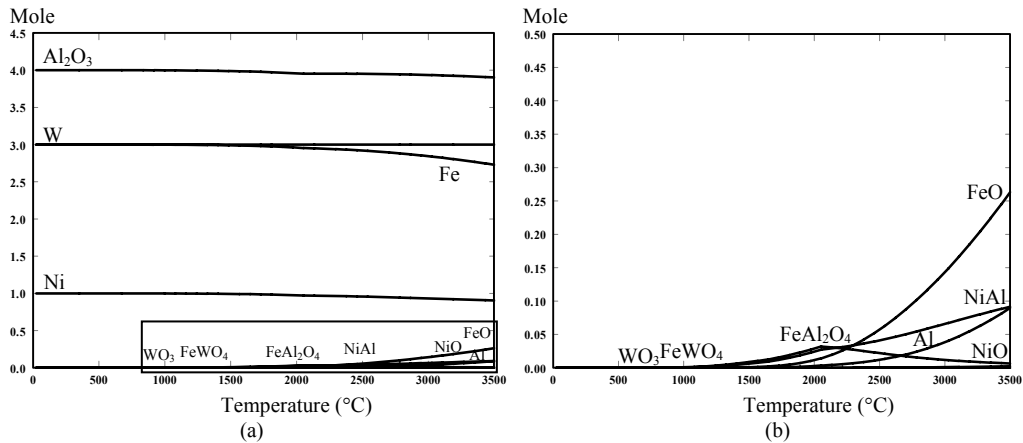 Mole
4.5
4.0
3.5
3.0
2.5
2.0
1.5
1.0
0.5
0.0
Al₂O₃
W
Fe
Ni
WO₃ FeWO₄ FeAl₂O₄ NiAl NiO FeO Al
0 500 1000 1500 2000 2500 3000 3500
Temperature (°C)
(a)
Mole
0.50
0.45
0.40
0.35
0.30
0.25
0.20
0.15
0.10
0.05
0.00
FeO
NiAl
FeAl₂O₄
Al
WO₃ FeWO₄
NiO
0 500 1000 1500 2000 2500 3000 3500
Temperature (°C)
(b)